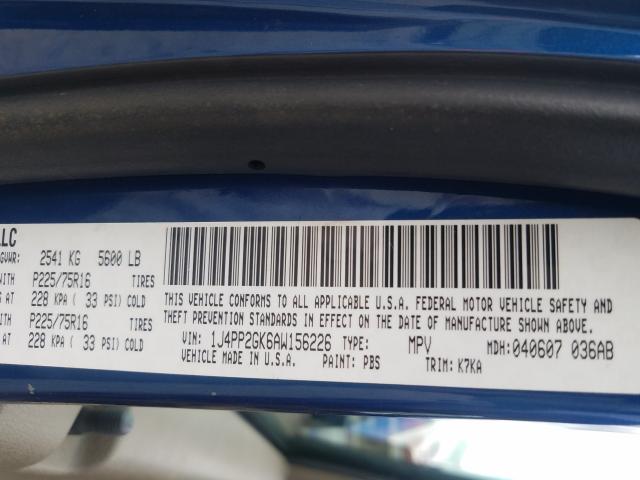 LLC
GVWR: 2541 KG 5600 LB
WITH P225/75R16 TIRES
S AT 228 KPA ( 33 PSI) COLD
WITH P225/75R16 TIRES
S AT 228 KPA ( 33 PSI) COLD
THIS VEHICLE CONFORMS TO ALL APPLICABLE U.S.A. FEDERAL MOTOR VEHICLE SAFETY AND
THEFT PREVENTION STANDARDS IN EFFECT ON THE DATE OF MANUFACTURE SHOWN ABOVE.
VIN: 1J4PP2GK6AW156226 TYPE: MPV MDH:040607 036AB
VEHICLE MADE IN U.S.A. PAINT: PBS TRIM: K7KA